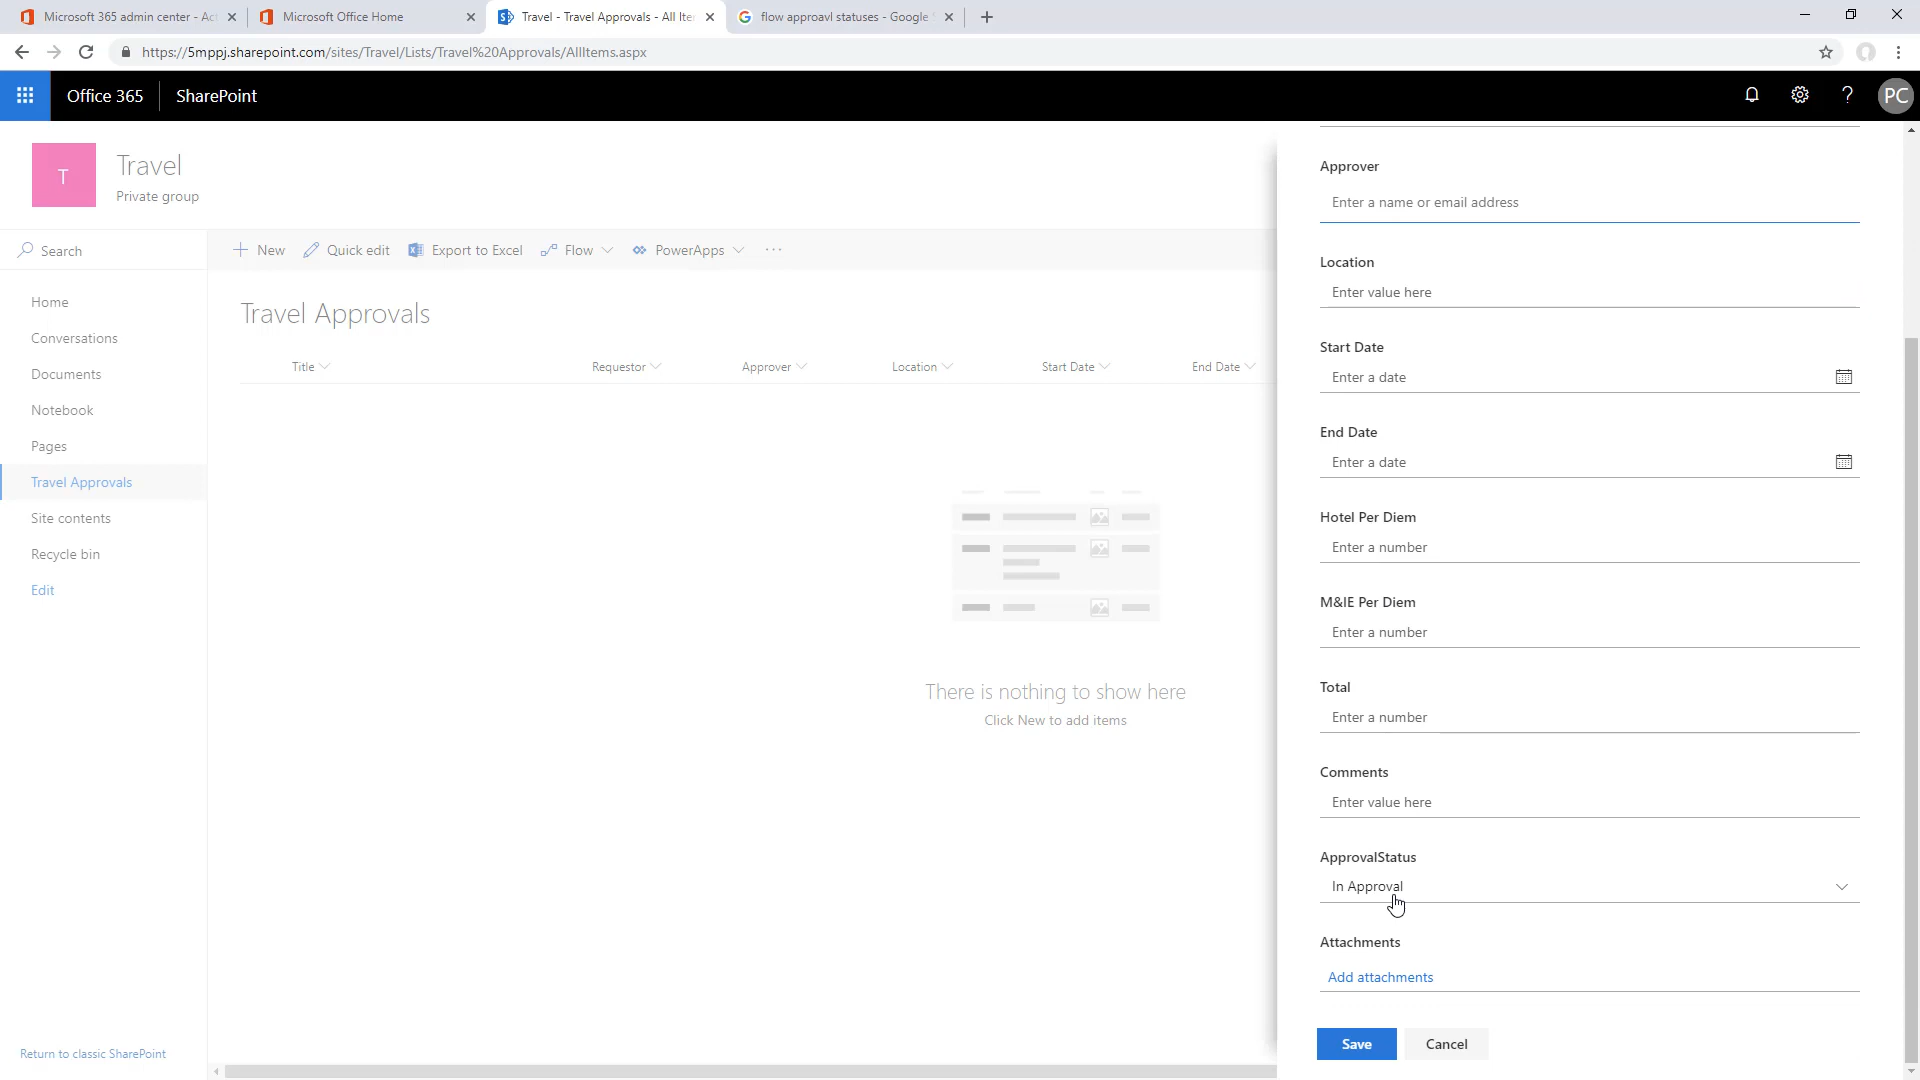 Microsoft 365 admin center - Act
Microsoft Office Home
Travel - Travel Approvals - All Iter
flow approavl statuses - Google
https://5mppj.sharepoint.com/sites/Travel/Lists/Travel%20Approvals/AllItems.aspx
Office 365
SharePoint
PC
T
Travel
Private group
Search
Home
Conversations
Documents
Notebook
Pages
Travel Approvals
Site contents
Recycle bin
Edit
Return to classic SharePoint
New
Quick edit
Export to Excel
Flow
PowerApps
Travel Approvals
Title
Requestor
Approver
Location
Start Date
End Date
There is nothing to show here
Click New to add items
Approver
Enter a name or email address
Location
Enter value here
Start Date
Enter a date
End Date
Enter a date
Hotel Per Diem
Enter a number
M&IE Per Diem
Enter a number
Total
Enter a number
Comments
Enter value here
ApprovalStatus
In Approval
Attachments
Add attachments
Save
Cancel